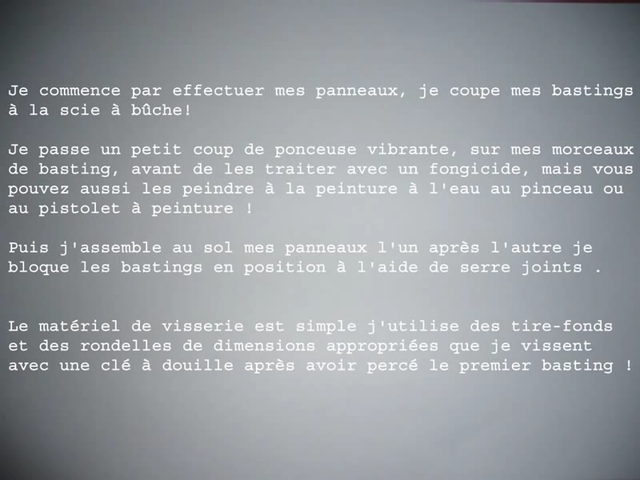 Je commence par effectuer mes panneaux, je coupe mes bastings
à la scie à bûche!
Je passe un petit coup de ponceuse vibrante, sur mes morceaux
de basting, avant de les traiter avec un fongicide, mais vous
pouvez aussi les peindre à la peinture à l'eau au pinceau ou
au pistolet à peinture !
Puis j'assemble au sol mes panneaux l'un après l'autre je
bloque les bastings en position à l'aide de serre joints .
Le matériel de visserie est simple j'utilise des tire-fonds
et des rondelles de dimensions appropriées que je vissent
avec une clé à douille après avoir percé le premier basting !